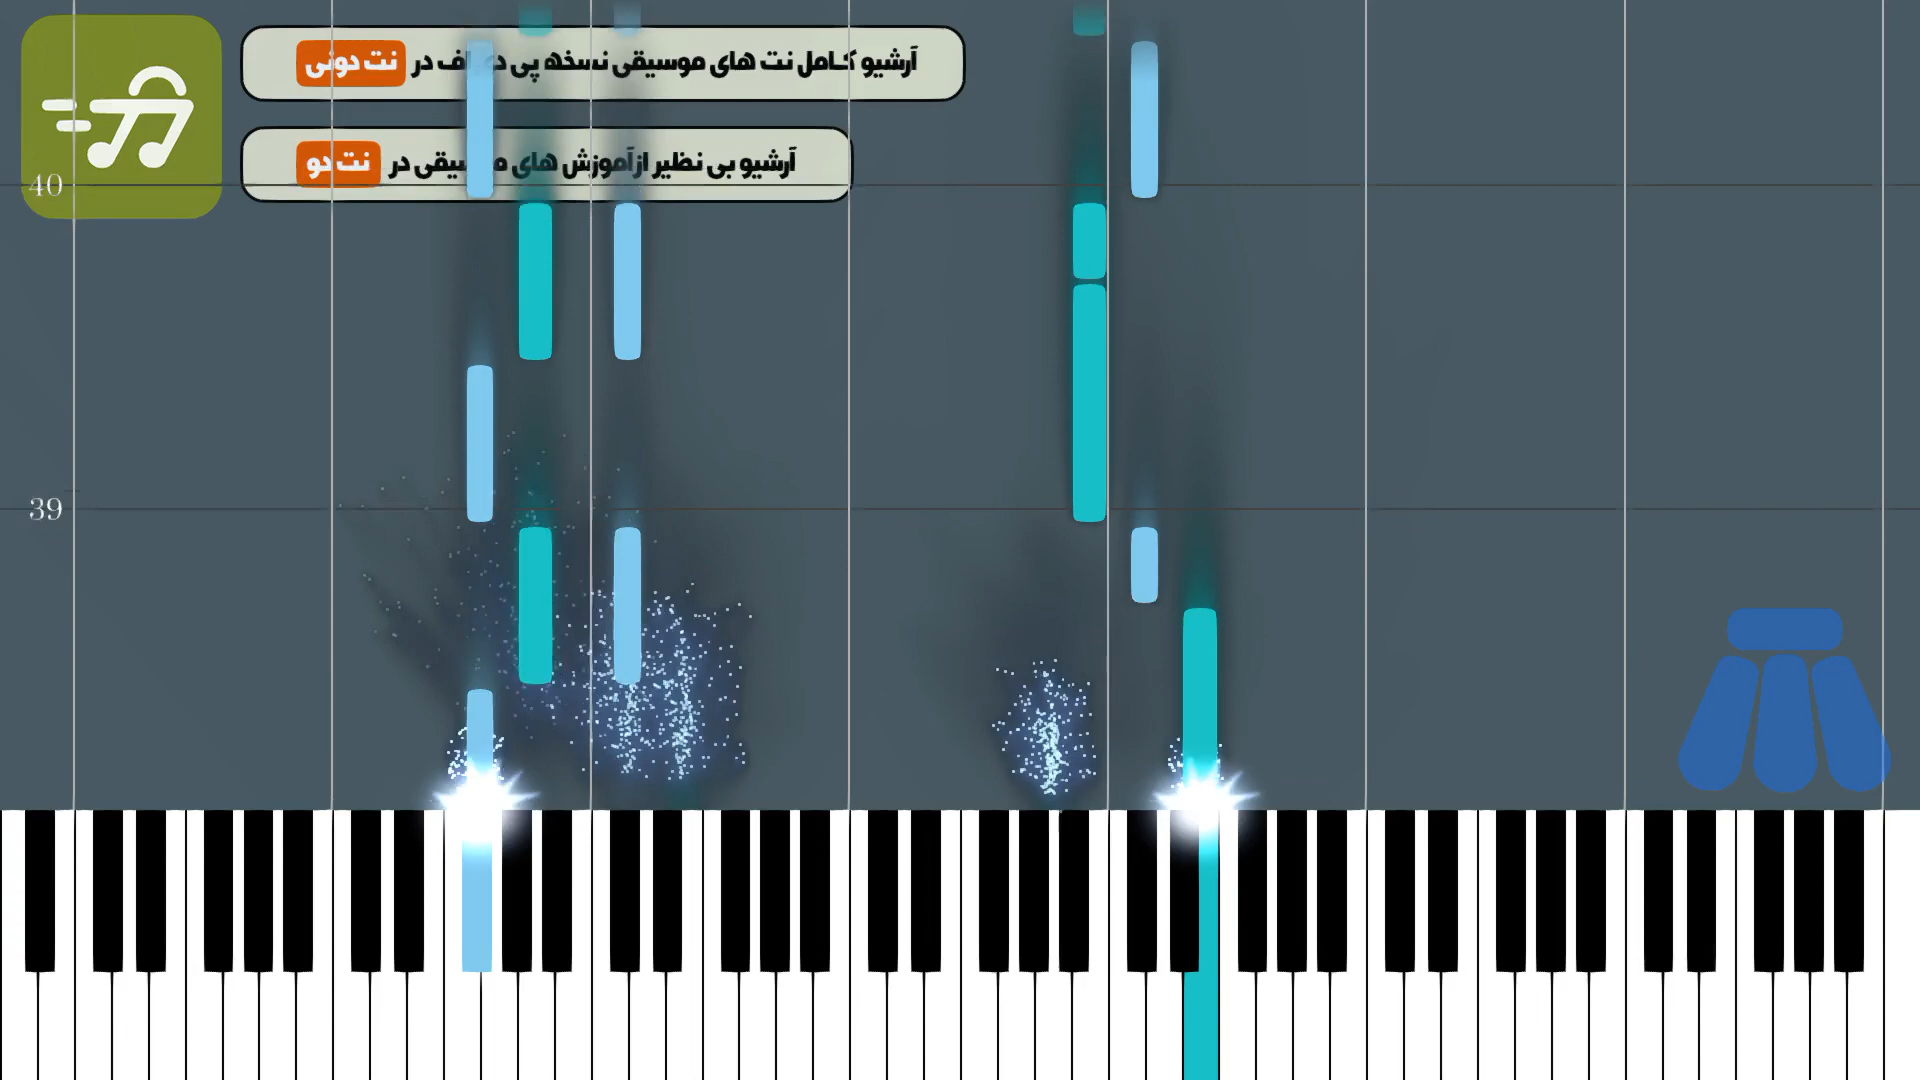 آرشیو کامل نت های موسیقی نسخه پی دی اف در نت دونی
آرشیو بی نظیر از آموزش های موسیقی در نت دو
40
39